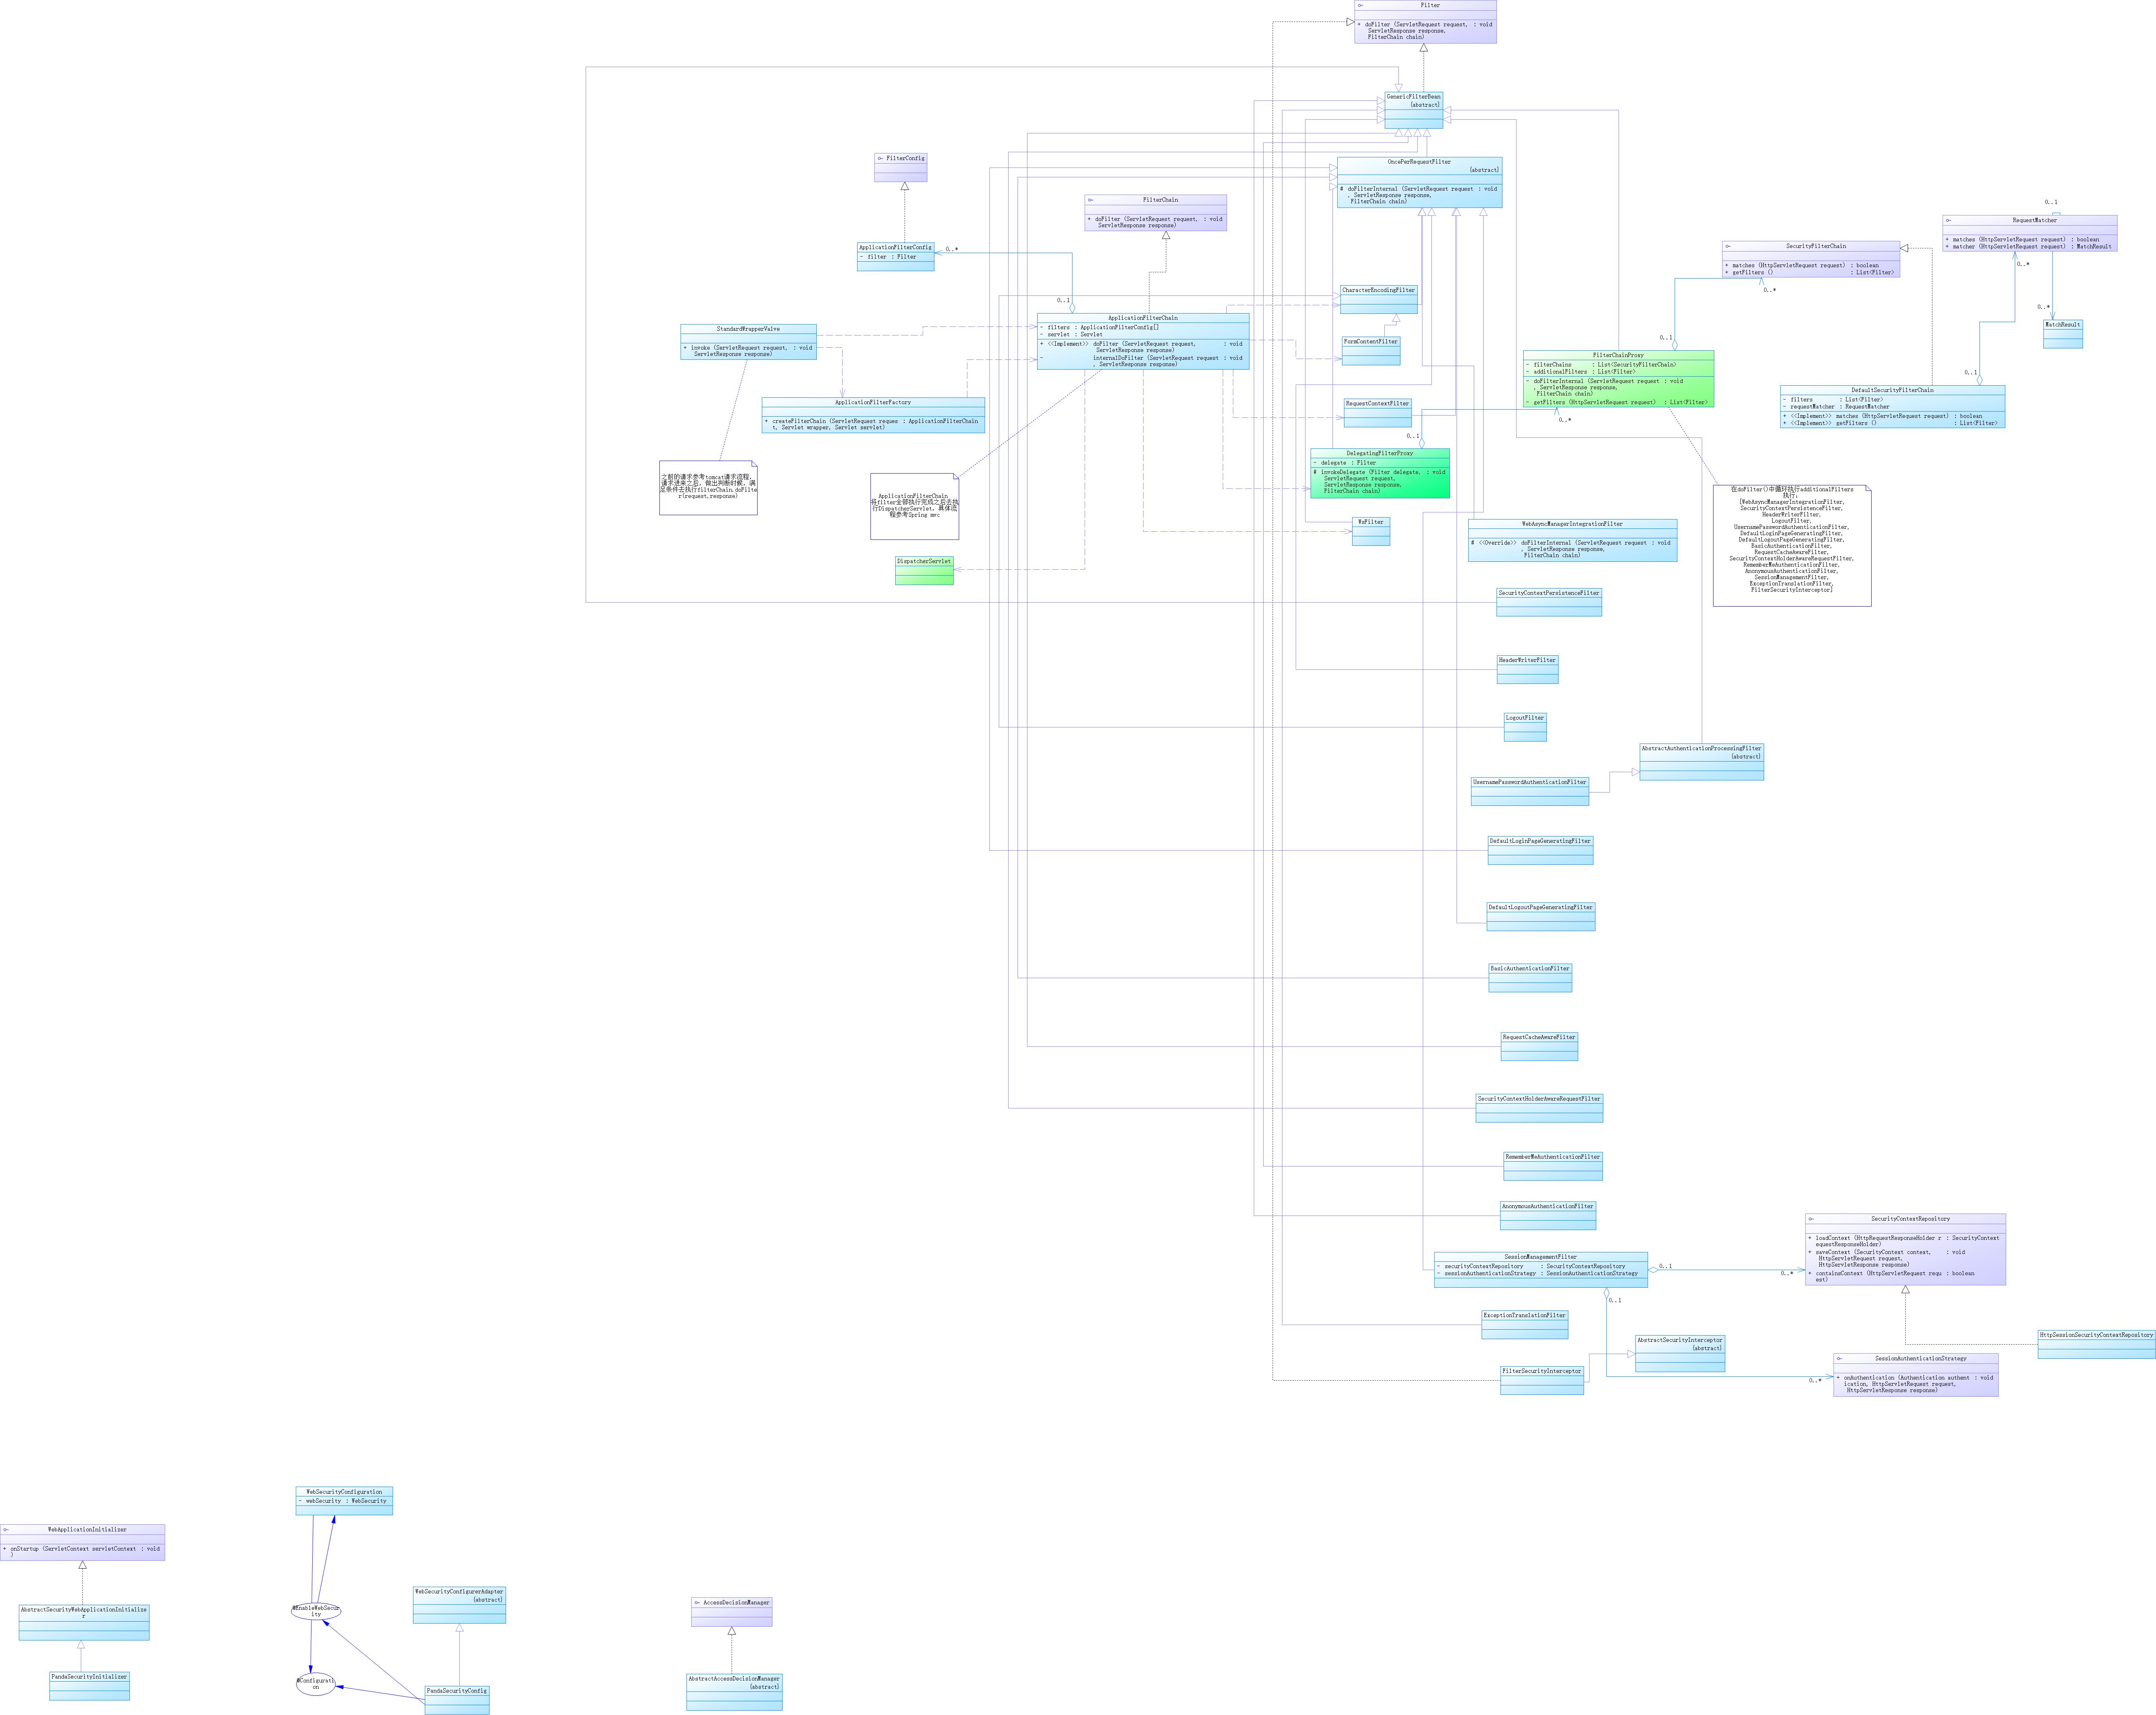 Filter
+ doFilter (ServletRequest request, : void
ServletResponse response,
FilterChain chain)
GenericFilterBean
{abstract}
FilterConfig
OncePerRequestFilter
{abstract}
# doFilterInternal (ServletRequest request : void
, ServletResponse response,
FilterChain chain)
FilterChain
+ doFilter (ServletRequest request, : void
ServletResponse response)
0..1
RequestMatcher
+ matches (HttpServletRequest request) : boolean
+ matcher (HttpServletRequest request) : MatchResult
ApplicationFilterConfig
- filter : Filter
0..*
SecurityFilterChain
+ matches (HttpServletRequest request) : boolean
+ getFilters () : List<Filter>
0..*
0..*
0..1
CharacterEncodingFilter
0..*
MatchResult
ApplicationFilterChain
- filters : ApplicationFilterConfig[]
- servlet : Servlet
+ <<Implement>> doFilter (ServletRequest request, : void
ServletResponse response)
- internalDoFilter (ServletRequest request : void
, ServletResponse response)
StandardWrapperValve
+ invoke (ServletRequest request, : void
ServletResponse response)
FormContentFilter
0..1
FilterChainProxy
- filterChains : List<SecurityFilterChain>
- additionalFilters : List<Filter>
- doFilterInternal (ServletRequest request : void
, ServletResponse response,
FilterChain chain)
- getFilters (HttpServletRequest request) : List<Filter>
0..1
DefaultSecurityFilterChain
- filters : List<Filter>
- requestMatcher : RequestMatcher
+ <<Implement>> matches (HttpServletRequest request) : boolean
+ <<Implement>> getFilters () : List<Filter>
ApplicationFilterFactory
+ createFilterChain (ServletRequest reques : ApplicationFilterChain
t, Servlet wrapper, Servlet servlet)
RequestContextFilter
0..*
0..1
DelegatingFilterProxy
- delegate : Filter
# invokeDelegate (Filter delegate, : void
ServletRequest request,
ServletResponse response,
FilterChain chain)
之前的请求参考tomcat请求流程,
请求进来之后, 做出判断时候, 满
足条件去执行filterChain.doFilte
r(request,response)
ApplicationFilterChain
将filter全部执行完成之后去执
行DispatcherServlet, 具体流
程参考Spring mvc
在doFilter()中循环执行additionalFilters
执行:
[WebAsyncManagerIntegrationFilter,
SecurityContextPersistenceFilter,
HeaderWriterFilter,
LogoutFilter,
UsernamePasswordAuthenticationFilter,
DefaultLoginPageGeneratingFilter,
DefaultLogoutPageGeneratingFilter,
BasicAuthenticationFilter,
RequestCacheAwareFilter,
SecurityContextHolderAwareRequestFilter,
RememberMeAuthenticationFilter,
AnonymousAuthenticationFilter,
SessionManagementFilter,
ExceptionTranslationFilter,
FilterSecurityInterceptor]
WsFilter
WebAsyncManagerIntegrationFilter
# <<Override>> doFilterInternal (ServletRequest request : void
, ServletResponse response,
FilterChain chain)
DispatcherServlet
SecurityContextPersistenceFilter
HeaderWriterFilter
LogoutFilter
AbstractAuthenticationProcessingFilter
{abstract}
UsernamePasswordAuthenticationFilter
DefaultLoginPageGeneratingFilter
DefaultLogoutPageGeneratingFilter
BasicAuthenticationFilter
RequestCacheAwareFilter
SecurityContextHolderAwareRequestFilter
RememberMeAuthenticationFilter
AnonymousAuthenticationFilter
SecurityContextRepository
+ loadContext (HttpRequestResponseHolder r : SecurityContext
equestResponseHolder)
+ saveContext (SecurityContext context, : void
HttpServletRequest request,
HttpServletResponse response)
+ containsContext (HttpServletRequest requ : boolean
est)
SessionManagementFilter
- securityContextRepository : SecurityContextRepository
- sessionAuthenticationStrategy : SessionAuthenticationStrategy
0..1
0..*
0..1
ExceptionTranslationFilter
AbstractSecurityInterceptor
{abstract}
HttpSessionSecurityContextRepository
FilterSecurityInterceptor
SessionAuthenticationStrategy
+ onAuthentication (Authentication authent : void
ication, HttpServletRequest request,
HttpServletResponse response)
0..*
WebSecurityConfiguration
- webSecurity : WebSecurity
WebApplicationInitializer
+ onStartup (ServletContext servletContext : void
)
WebSecurityConfigurerAdapter
{abstract}
AbstractSecurityWebApplicationInitialize
r
@EnableWebSecur
ity
AccessDecisionManager
PandaSecurityInitializer
@Configurati
on
PandaSecurityConfig
AbstractAccessDecisionManager
{abstract}